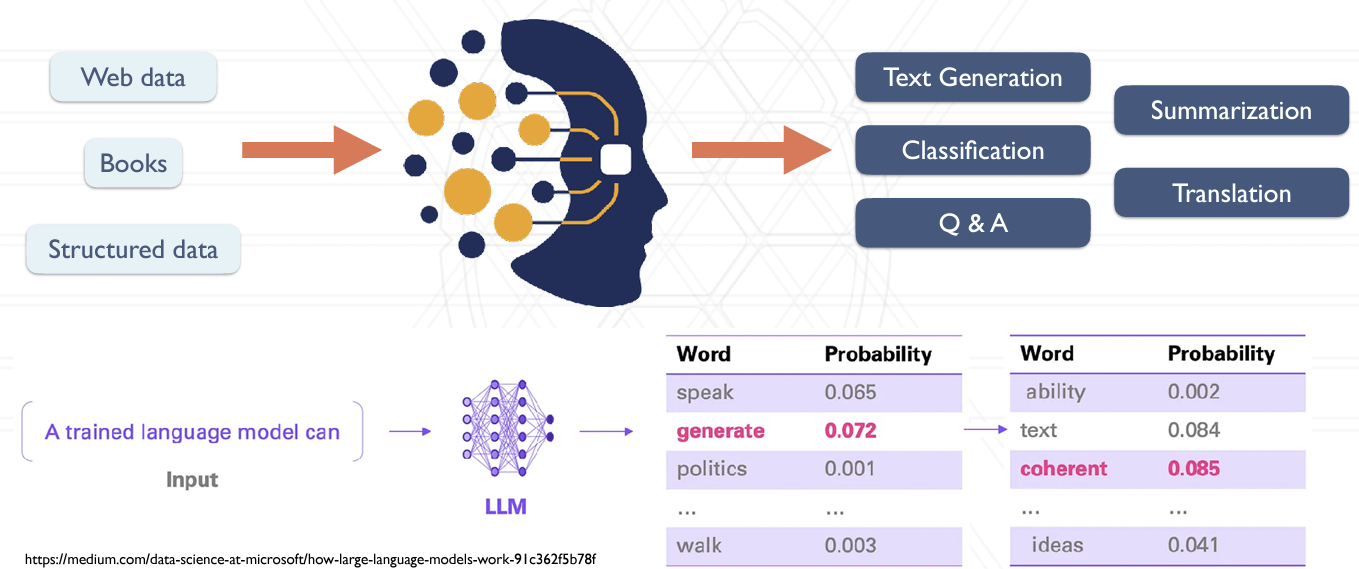 Web data
Books
Structured data
Text Generation
Classification
Q & A
Summarization
Translation
A trained language model can
Input
LLM
Word Probability
speak 0.065
generate 0.072
politics 0.001
... ...
walk 0.003
Word Probability
ability 0.002
text 0.084
coherent 0.085
... ...
ideas 0.041
https://medium.com/data-science-at-microsoft/how-large-language-models-work-91c362f5b78f